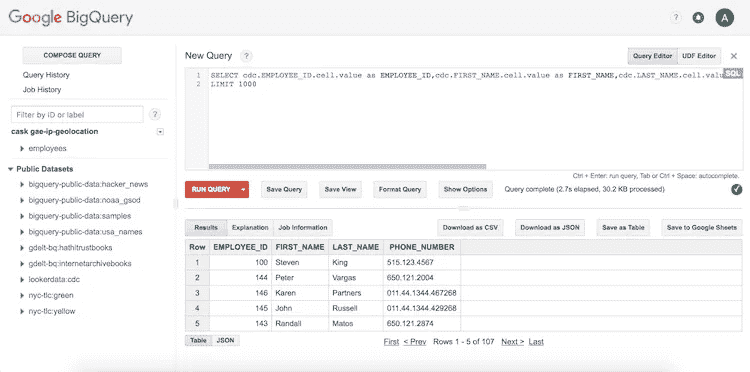 Google BigQuery
? A
COMPOSE QUERY
Query History
Job History
Filter by ID or label ?
cask gae-ip-geolocation
employees
Public Datasets
bigquery-public-data:hacker_news
bigquery-public-data:noaa_gsod
bigquery-public-data:samples
bigquery-public-data:usa_names
gdelt-bq:hathitrustbooks
gdelt-bq:internetarchivebooks
lookerdata:cdc
nyc-tlc:green
nyc-tlc:yellow
New Query ? Query Editor UDF Editor
1 SELECT cdc.EMPLOYEE_ID.cell.value as EMPLOYEE_ID,cdc.FIRST_NAME.cell.value as FIRST_NAME,cdc.LAST_NAME.cell.valu SQL
2 LIMIT 1000
Ctrl + Enter: run query, Tab or Ctrl + Space: autocomplete.
RUN QUERY Save Query Save View Format Query Show Options Query complete (2.7s elapsed, 30.2 KB processed)
Results Explanation Job Information Download as CSV Download as JSON Save as Table Save to Google Sheets
Row EMPLOYEE_ID FIRST_NAME LAST_NAME PHONE_NUMBER
1 100 Steven King 515.123.4567
2 144 Peter Vargas 650.121.2004
3 146 Karen Partners 011.44.1344.467268
4 145 John Russell 011.44.1344.429268
5 143 Randall Matos 650.121.2874
Table JSON First < Prev Rows 1 - 5 of 107 Next > Last